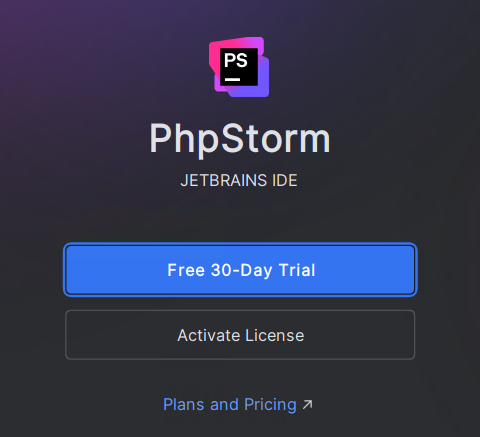 PS
PhpStorm
JETBRAINS IDE
Free 30-Day Trial
Activate License
Plans and Pricing ↗